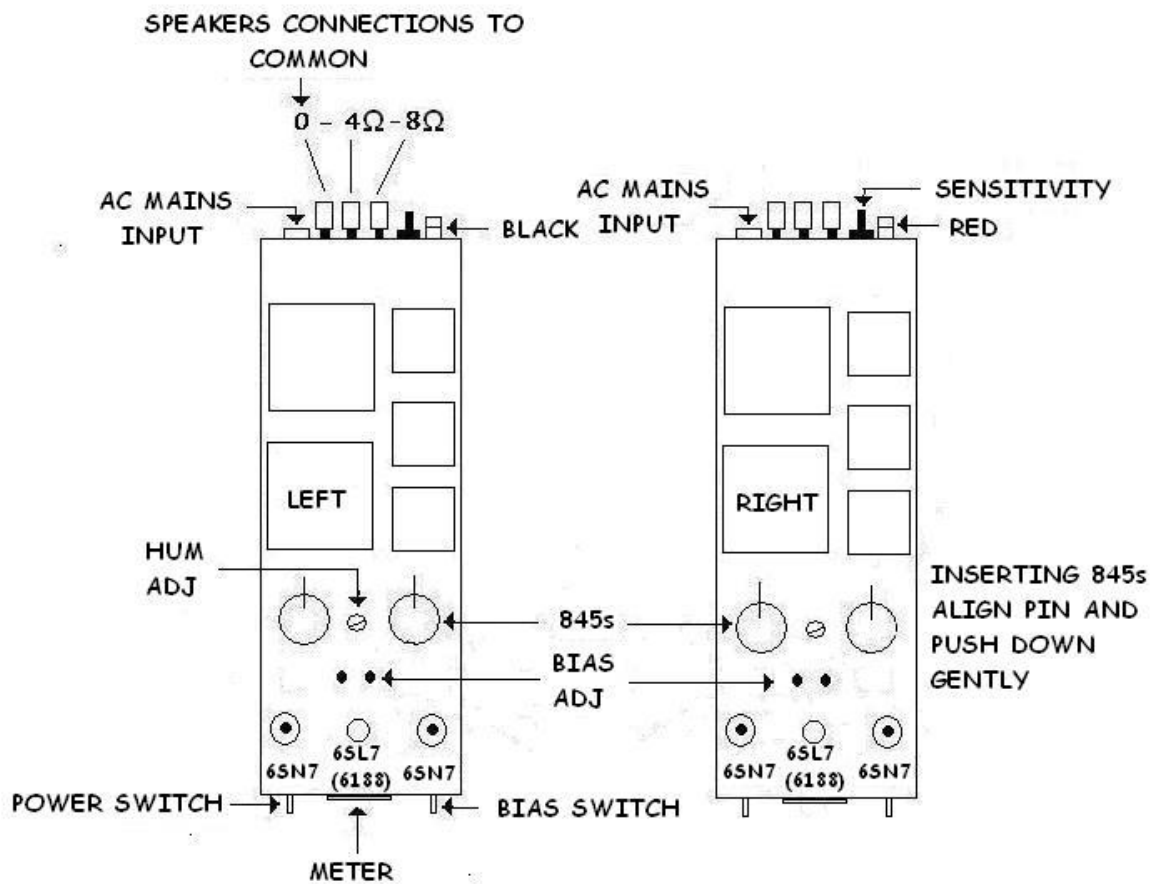 SPEAKERS CONNECTIONS TO
COMMON
0 - 4Ω-8Ω
AC MAINS
INPUT
BLACK
AC MAINS
INPUT
SENSITIVITY
RED
LEFT
RIGHT
HUM
ADJ
845s
BIAS
ADJ
INSERTING 845s
ALIGN PIN AND
PUSH DOWN
GENTLY
6SN7
6SL7
(6188)
6SN7
6SN7
6SL7
(6188)
6SN7
POWER SWITCH
BIAS SWITCH
METER